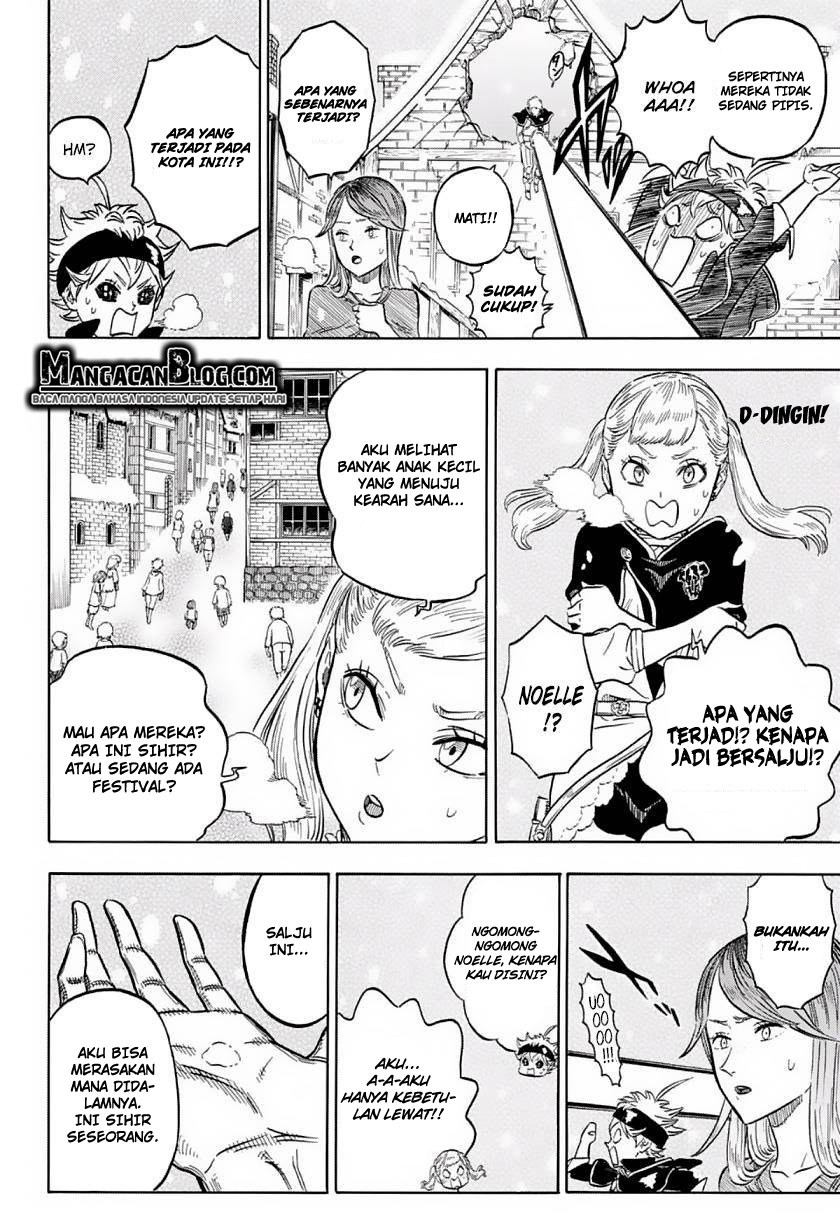 SEPERTINYA
MEREKA TIDAK
SEDANG PIPIS.
WHOA
AAA!!
MATI!!
SUDAH
CUKUP!
APA YANG
SEBENARNYA
TERJADI?
APA YANG
TERJADI PADA
KOTA INI!!?
HM?
MANGACANBLOG.COM
BACA MANGA BAHASA INDONESIA UPDATE SETIAP HARI
D-DINGIN!
NOELLE
!?
APA YANG
TERJADI!? KENAPA
JADI BERSALJU!?
AKU MELIHAT
BANYAK ANAK KECIL
YANG MENUJU
KEARAH SANA...
MAU APA MEREKA?
APA INI SIHIR?
ATAU SEDANG ADA
FESTIVAL?
BUKANKAH
ITU...
UO
OO
OO
!!!
NGOMONG-
NGOMONG
NOELLE, KENAPA
KAU DISINI?
AKU...
A-A-AKU
HANYA KEBETU-
LAN LEWAT!!
SALJU
INI...
AKU BISA
MERASAKAN
MANA DIDA-
LAMNYA.
INI SIHIR
SESEORANG.